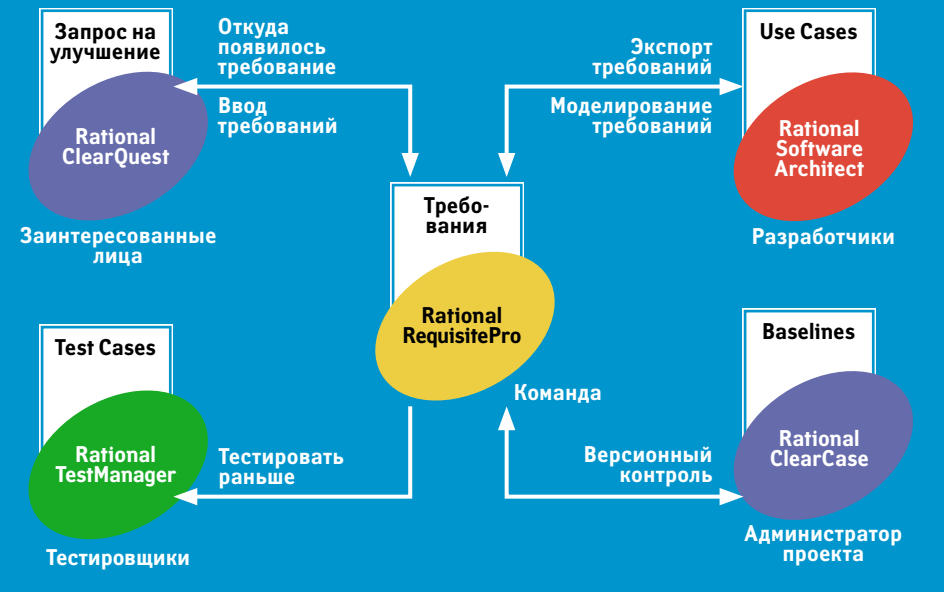 Запрос на
улучшение
Rational
ClearQuest
Заинтересованные
лица
Откуда
появилось
требование
Ввод
требований
Экспорт
требований
Моделирование
требований
Use Cases
Rational
Software
Architect
Разработчики
Требо-
вания
Rational
RequisitePro
Команда
Test Cases
Rational
TestManager
Тестировщики
Тестировать
раньше
Версионный
контроль
Baselines
Rational
ClearCase
Администратор
проекта